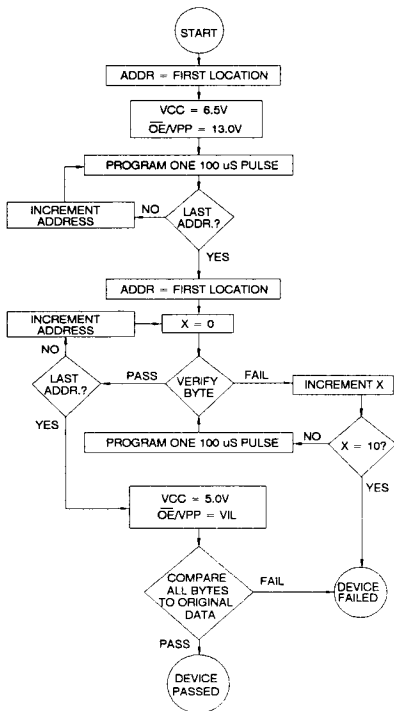 START
ADDR = FIRST LOCATION
VCC = 6.5V
OE/VPP = 13.0V
PROGRAM ONE 100 uS PULSE
INCREMENT
ADDRESS
NO
LAST
ADDR.?
YES
ADDR = FIRST LOCATION
INCREMENT
ADDRESS
X = 0
NO
LAST
ADDR.?
PASS
VERIFY
BYTE
FAIL
INCREMENT X
YES
PROGRAM ONE 100 uS PULSE
NO
X = 10?
YES
VCC = 5.0V
OE/VPP = VIL
COMPARE
ALL BYTES
TO ORIGINAL
DATA
FAIL
DEVICE
FAILED
PASS
DEVICE
PASSED